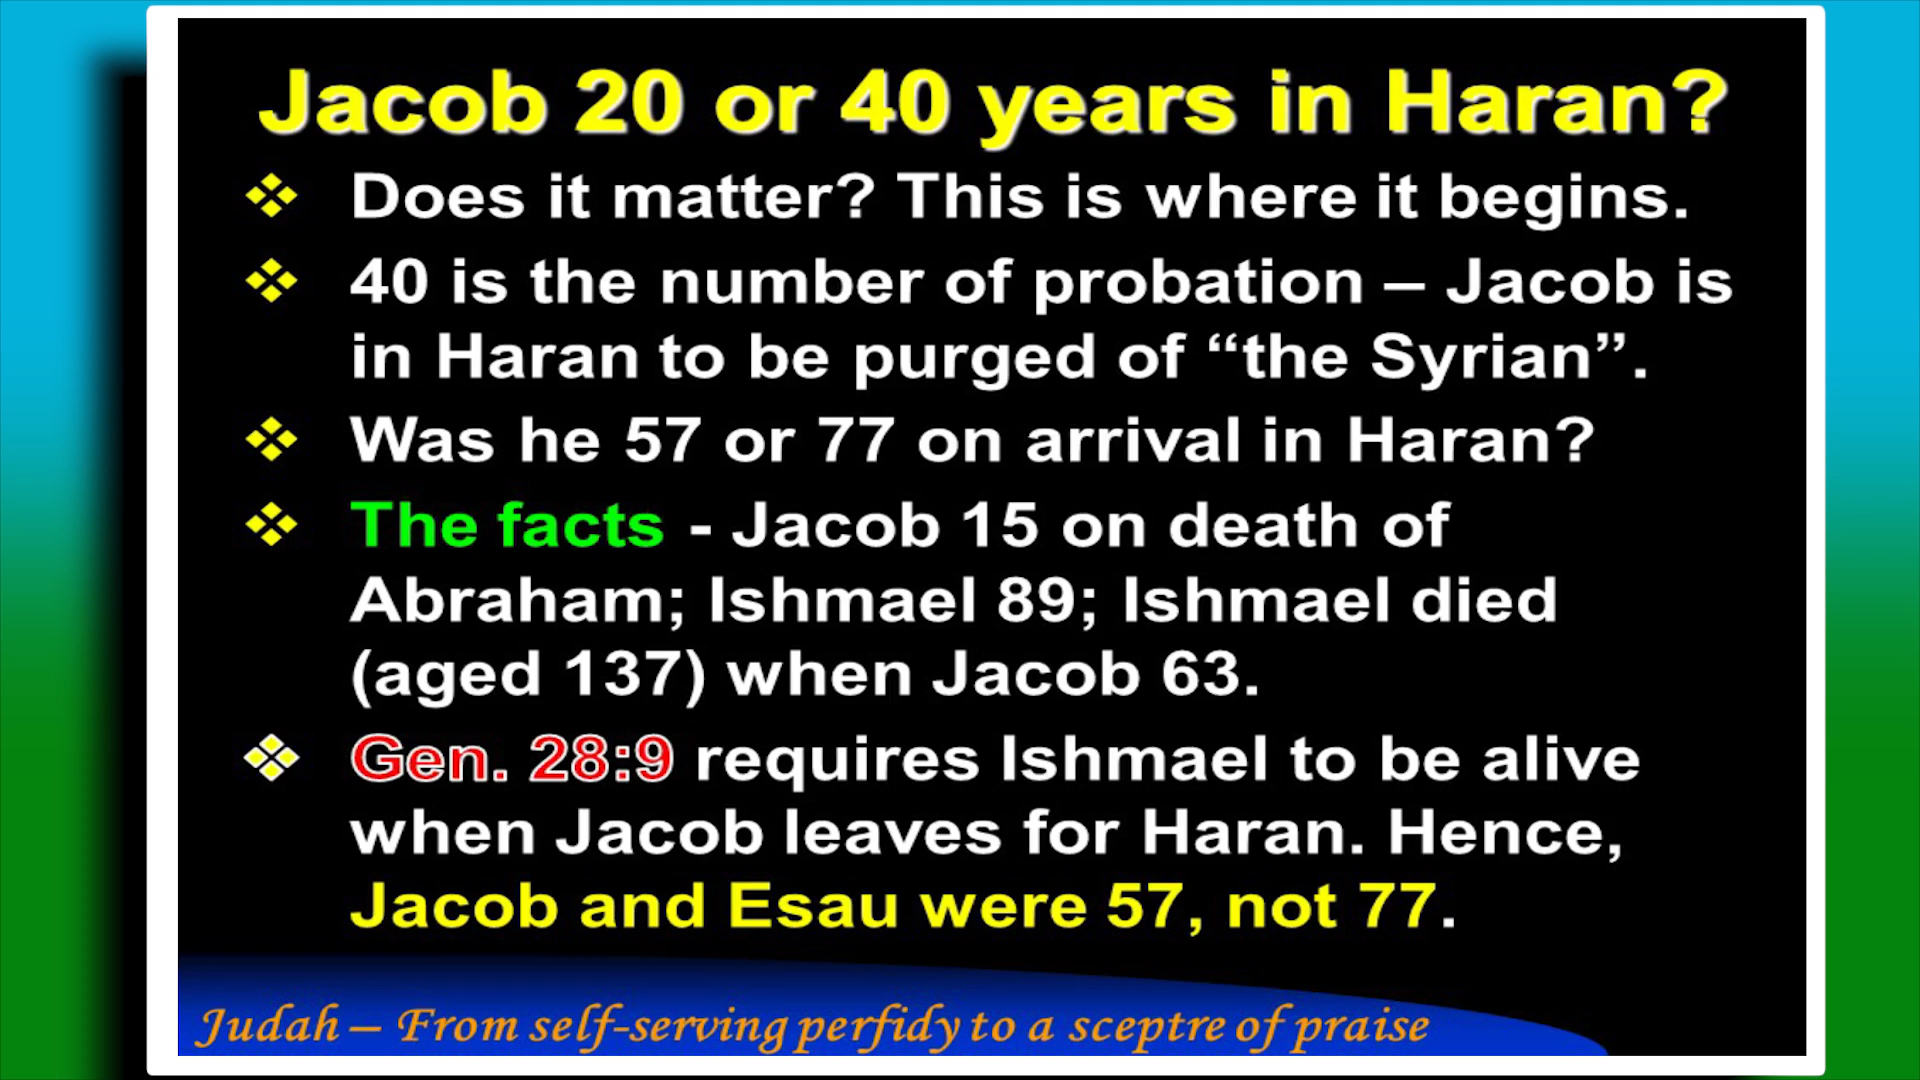 Jacob 20 or 40 years in Haran?
Does it matter? This is where it begins.
40 is the number of probation – Jacob is
in Haran to be purged of “the Syrian”.
Was he 57 or 77 on arrival in Haran?
The facts - Jacob 15 on death of
Abraham; Ishmael 89; Ishmael died
(aged 137) when Jacob 63.
Gen. 28:9 requires Ishmael to be alive
when Jacob leaves for Haran. Hence,
Jacob and Esau were 57, not 77.
Judah – From self-serving perfidy to a sceptre of praise